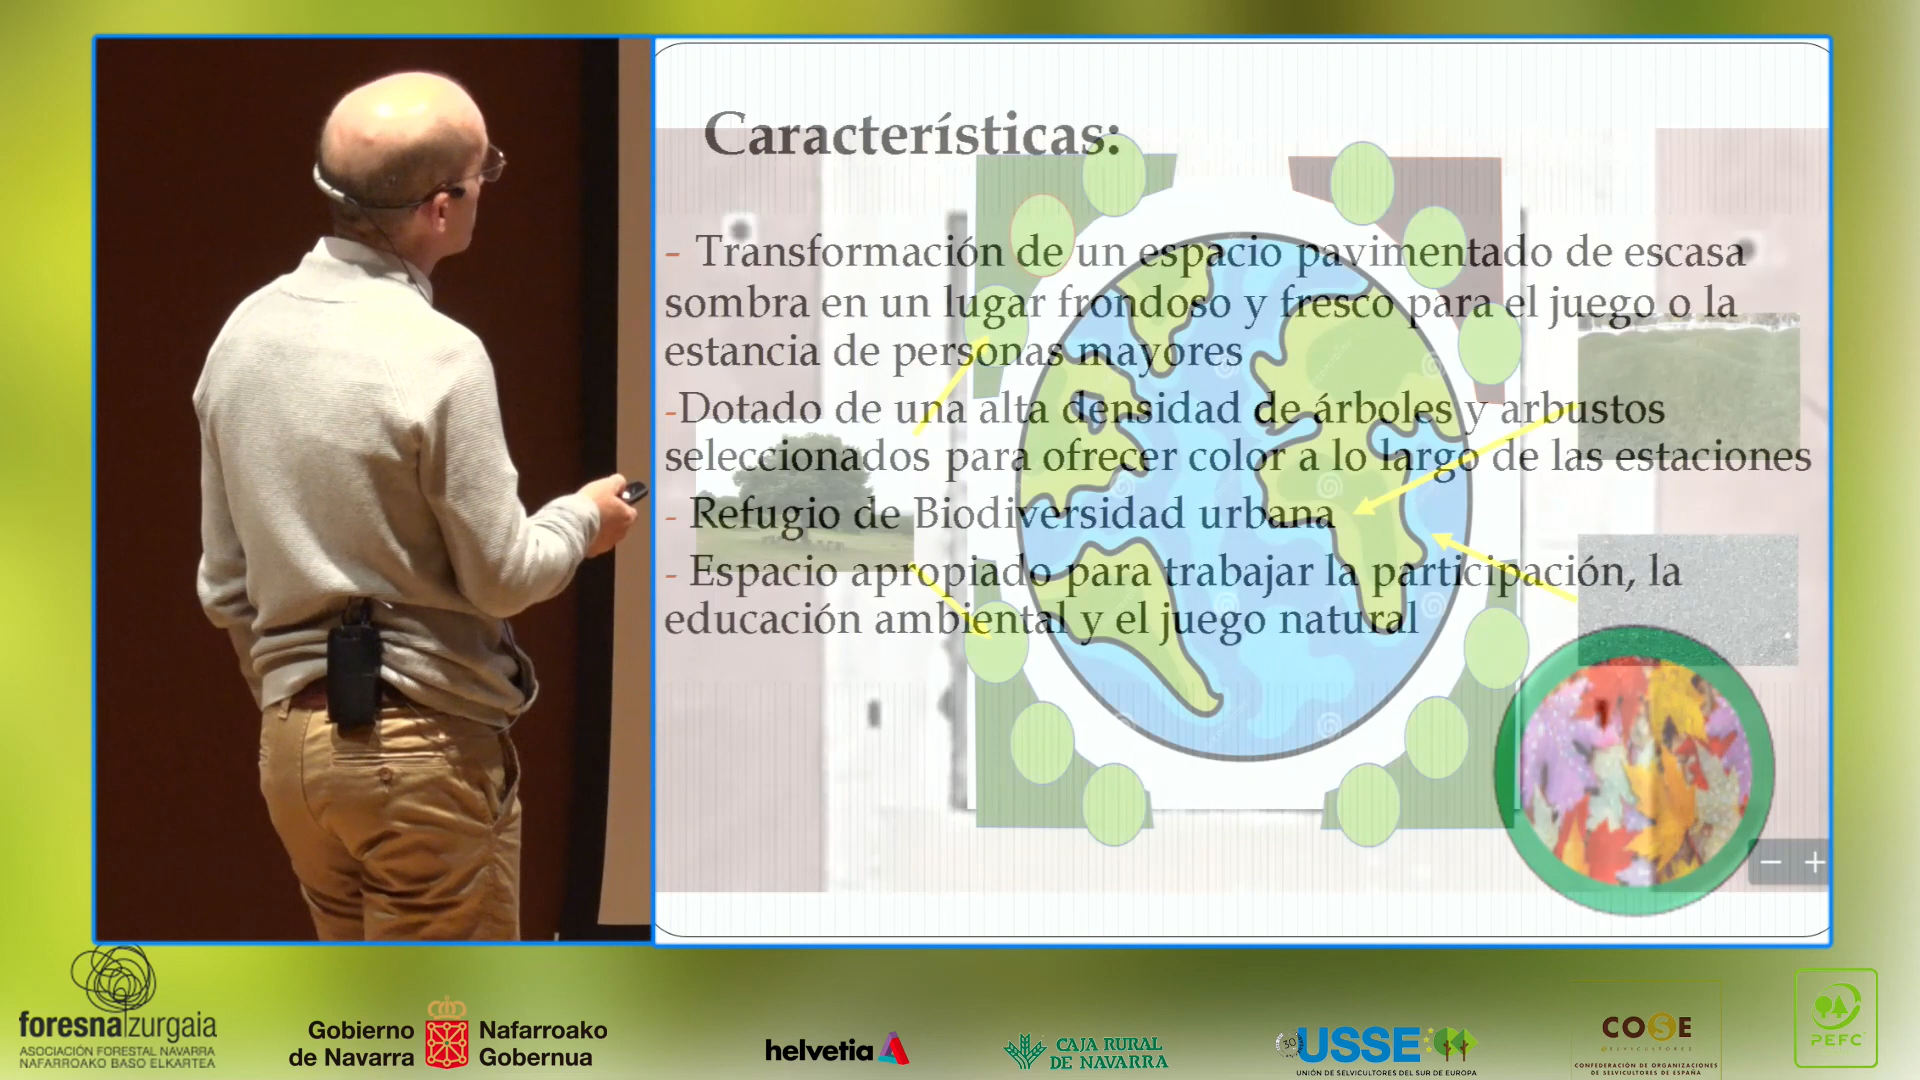 Características:
- Transformación de un espacio pavimentado de escasa
sombra en un lugar frondoso y fresco para el juego o la
estancia de personas mayores
-Dotado de una alta densidad de árboles y arbustos
seleccionados para ofrecer color a lo largo de las estaciones
- Refugio de Biodiversidad urbana
- Espacio apropiado para trabajar la participación, la
educación ambiental y el juego natural
foresna|zurgaia
ASOCIACIÓN FORESTAL NAVARRA
NAFARROAKO BASO ELKARTEA
Gobierno
de Navarra
Nafarroako
Gobernua
helvetia
CAJA RURAL
DE NAVARRA
30
USSE
UNIÓN DE SELVICULTORES DEL SUR DE EUROPA
COSE
CONFEDERACIÓN DE ORGANIZACIONES
DE SELVICULTORES DE ESPAÑA
PEFC